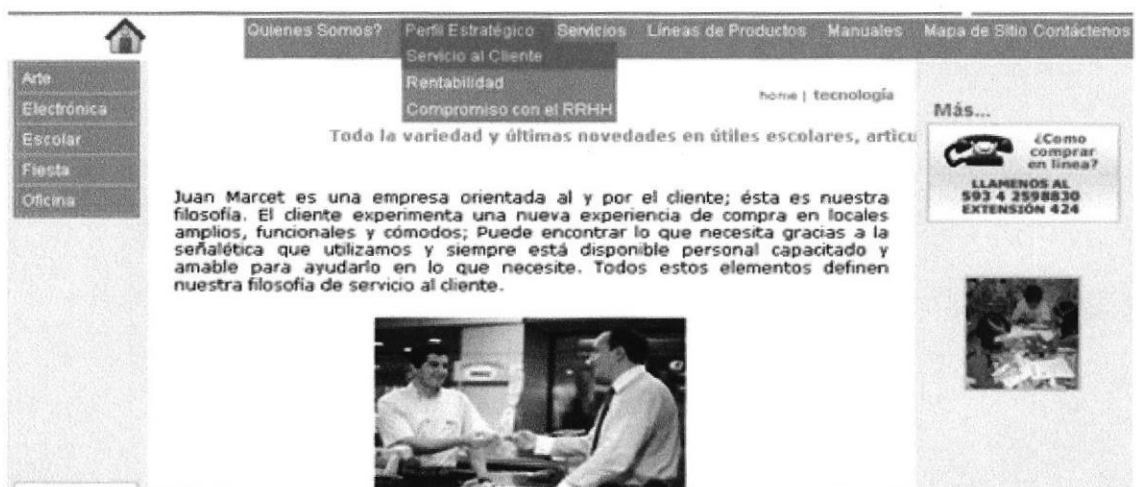 Quienes Somos? Perfil Estratégico Servicios Líneas de Productos Manuales Mapa de Sitio Contáctenos
Servicio al Cliente
Rentabilidad
Compromiso con el RRHH
Arte
Electrónica
Escolar
Fiesta
Oficina
home | tecnología
Toda la variedad y últimas novedades en útiles escolares, artícu
Juan Marcet es una empresa orientada al y por el cliente; ésta es nuestra
filosofía. El cliente experimenta una nueva experiencia de compra en locales
amplios, funcionales y cómodos; Puede encontrar lo que necesita gracias a la
señalética que utilizamos y siempre está disponible personal capacitado y
amable para ayudarlo en lo que necesite. Todos estos elementos definen
nuestra filosofía de servicio al cliente.
Más...
¿Como
comprar
en linea?
LLAMENOS AL
593 4 2598830
EXTENSIÓN 424